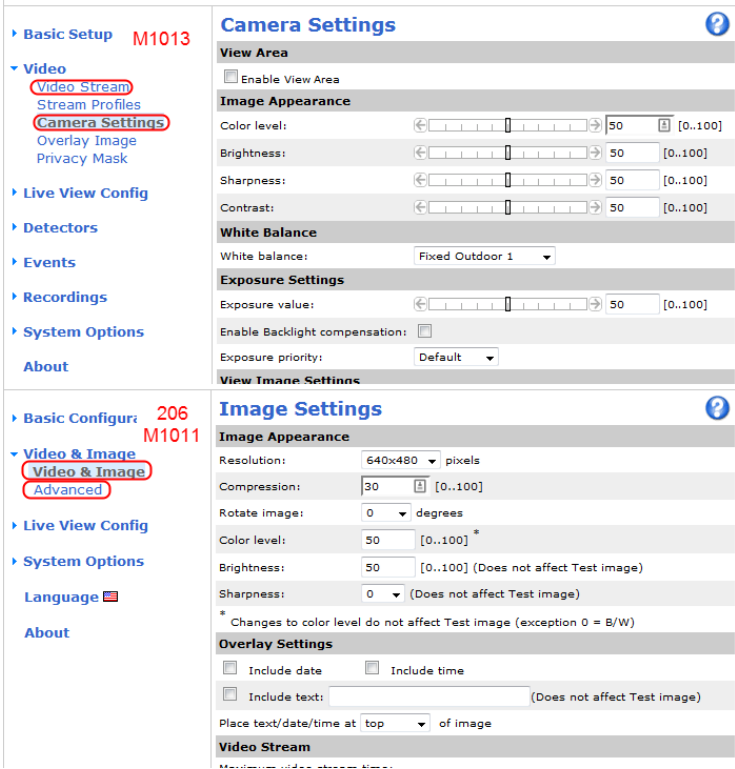 Basic Setup
M1013
Video
Video Stream
Stream Profiles
Camera Settings
Overlay Image
Privacy Mask
Live View Config
Detectors
Events
Recordings
System Options
About
Camera Settings
?
View Area
Enable View Area
Image Appearance
Color level: 50 [0..100]
Brightness: 50 [0..100]
Sharpness: 50 [0..100]
Contrast: 50 [0..100]
White Balance
White balance: Fixed Outdoor 1
Exposure Settings
Exposure value: 50 [0..100]
Enable Backlight compensation:
Exposure priority: Default
View Image Settings
Basic Configura
206
M1011
Video & Image
Video & Image
Advanced
Live View Config
System Options
Language
About
Image Settings
?
Image Appearance
Resolution: 640x480 pixels
Compression: 30 [0..100]
Rotate image: 0 degrees
Color level: 50 [0..100] *
Brightness: 50 [0..100] (Does not affect Test image)
Sharpness: 0 (Does not affect Test image)
* Changes to color level do not affect Test image (exception 0 = B/W)
Overlay Settings
Include date Include time
Include text: (Does not affect Test image)
Place text/date/time at top of image
Video Stream
Maximum video stream time: